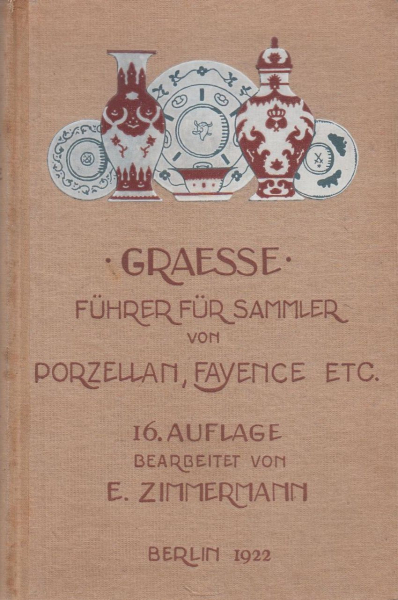 · GRAESSE ·
FÜHRER FÜR SAMMLER
VON
PORZELLAN, FAYENCE ETC.
16. AUFLAGE
BEARBEITET VON
E. ZIMMERMANN
BERLIN 1922